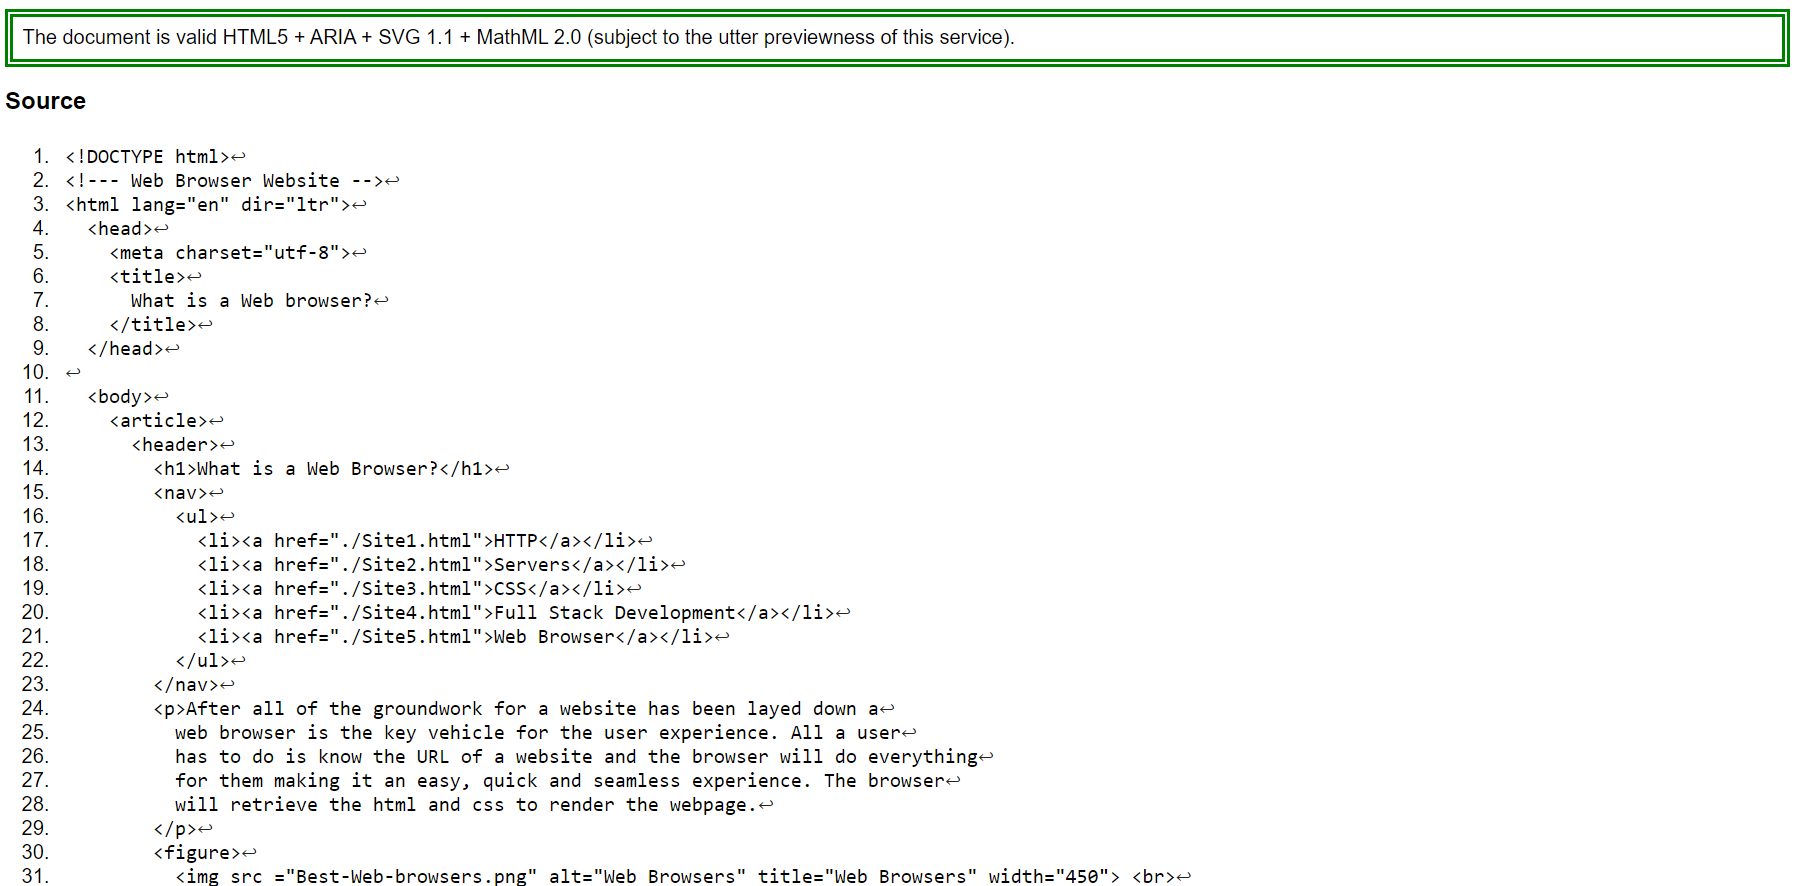 The document is valid HTML5 + ARIA + SVG 1.1 + MathML 2.0 (subject to the utter previewness of this service).
Source
1. <!DOCTYPE html>↩
2. <!--- Web Browser Website -->↩
3. <html lang="en" dir="ltr">↩
4.   <head>↩
5.     <meta charset="utf-8">↩
6.     <title>↩
7.       What is a Web browser?↩
8.     </title>↩
9.   </head>↩
10. ↩
11.   <body>↩
12.     <article>↩
13.       <header>↩
14.         <h1>What is a Web Browser?</h1>↩
15.         <nav>↩
16.           <ul>↩
17.             <li><a href="./Site1.html">HTTP</a></li>↩
18.             <li><a href="./Site2.html">Servers</a></li>↩
19.             <li><a href="./Site3.html">CSS</a></li>↩
20.             <li><a href="./Site4.html">Full Stack Development</a></li>↩
21.             <li><a href="./Site5.html">Web Browser</a></li>↩
22.           </ul>↩
23.         </nav>↩
24.         <p>After all of the groundwork for a website has been layed down a↩
25.           web browser is the key vehicle for the user experience. All a user↩
26.           has to do is know the URL of a website and the browser will do everything↩
27.           for them making it an easy, quick and seamless experience. The browser↩
28.           will retrieve the html and css to render the webpage.↩
29.         </p>↩
30.         <figure>↩
31.           <img src ="Best-Web-browsers.png" alt="Web Browsers" title="Web Browsers" width="450"> <br>↩